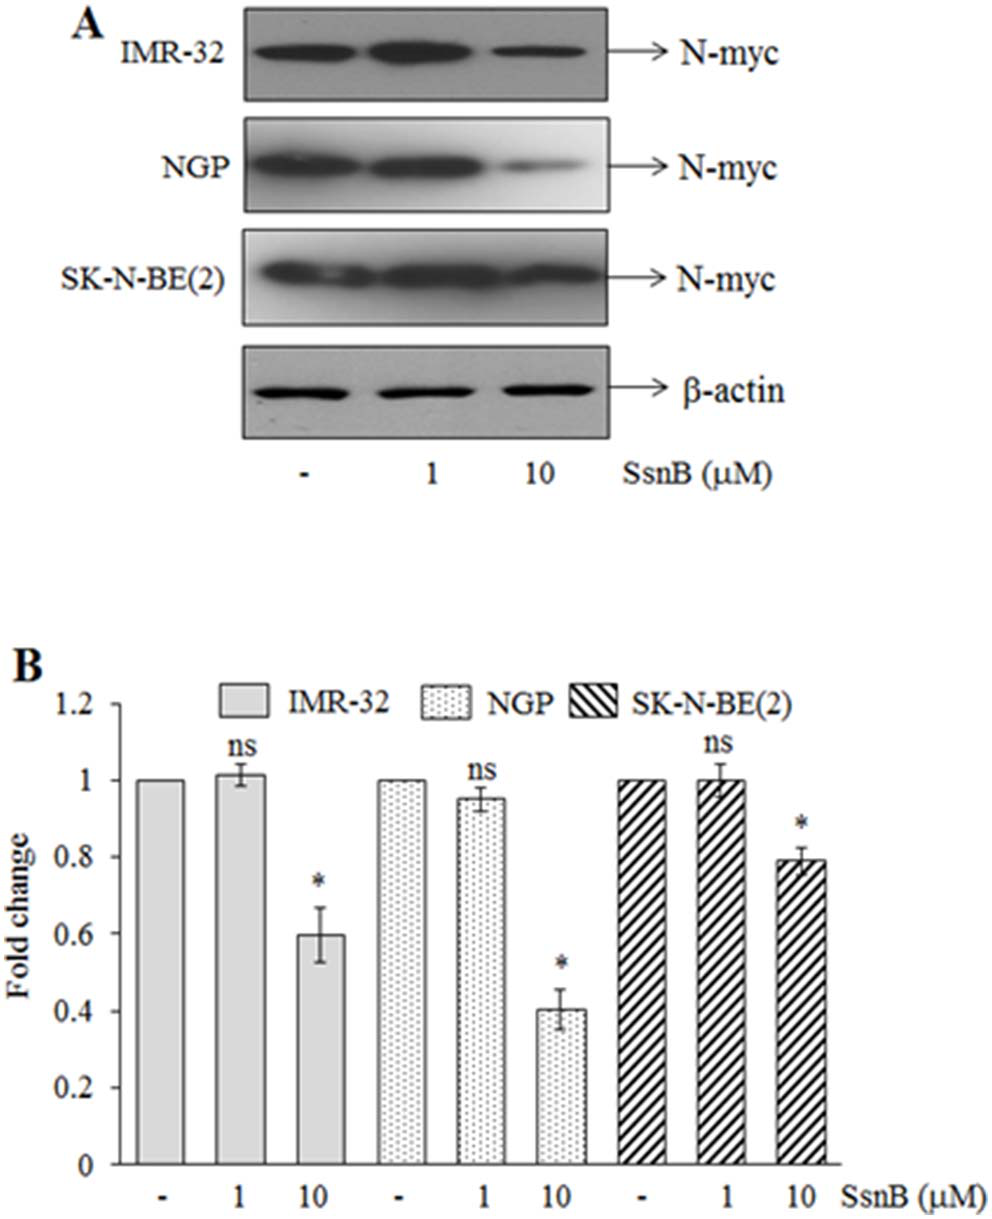 A
IMR-32 N-myc
NGP N-myc
SK-N-BE(2) N-myc
β-actin
- 1 10 SsnB (μM)
B
IMR-32 NGP SK-N-BE(2)
1.2
1
0.8
0.6
0.4
0.2
0
Fold change
ns
*
ns
*
ns
*
- 1 10 - 1 10 - 1 10 SsnB (μM)